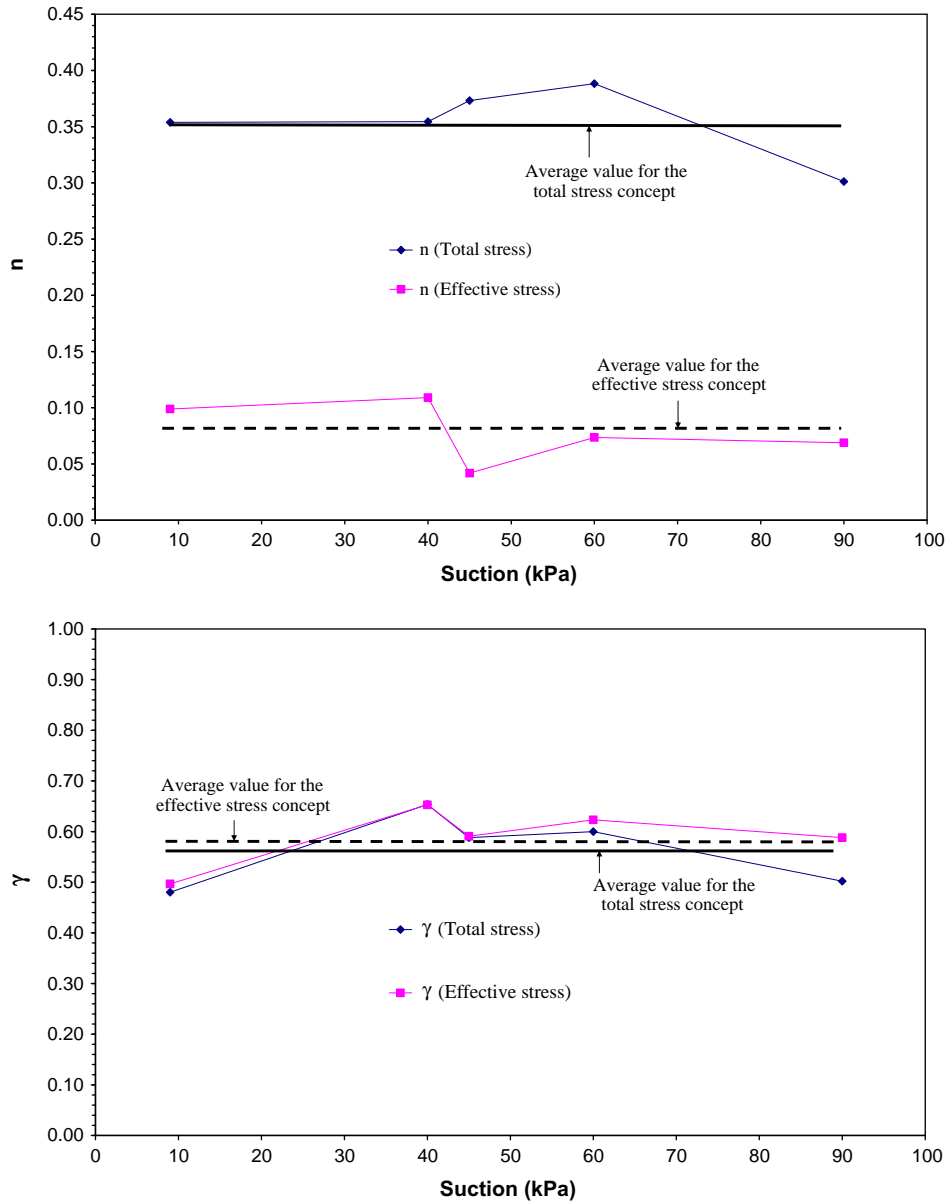 0.45
0.40
0.35
0.30
0.25
0.20
0.15
0.10
0.05
0.00
n
Average value for the
total stress concept
n (Total stress)
n (Effective stress)
Average value for the
effective stress concept
0 10 20 30 40 50 60 70 80 90 100
Suction (kPa)
1.00
0.90
0.80
0.70
0.60
0.50
0.40
0.30
0.20
0.10
0.00
γ
Average value for the
effective stress concept
Average value for the
total stress concept
γ (Total stress)
γ (Effective stress)
0 10 20 30 40 50 60 70 80 90 100
Suction (kPa)